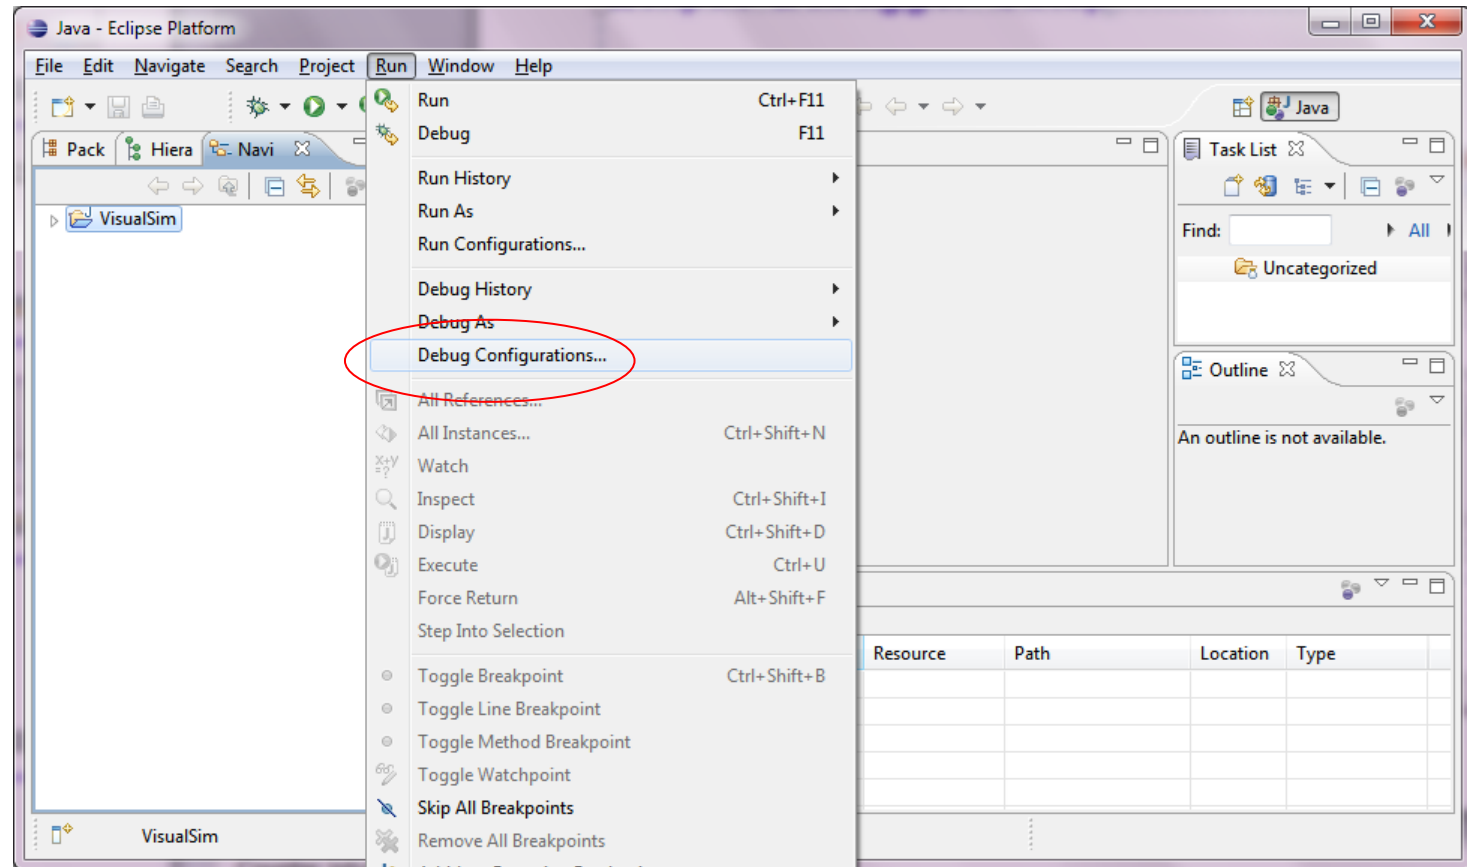 Java - Eclipse Platform
File Edit Navigate Search Project Run Window Help
Run Ctrl+F11
Java
Debug F11
Pack Hiera Navi
Task List
Run History
VisualSim
Run As
Find: All
Run Configurations...
Uncategorized
Debug History
Debug As
Debug Configurations...
Outline
All References...
An outline is not available.
All Instances... Ctrl+Shift+N
Watch
Inspect Ctrl+Shift+I
Display Ctrl+Shift+D
Execute Ctrl+U
Force Return Alt+Shift+F
Step Into Selection
Resource Path Location Type
Toggle Breakpoint Ctrl+Shift+B
Toggle Line Breakpoint
Toggle Method Breakpoint
Toggle Watchpoint
Skip All Breakpoints
VisualSim
Remove All Breakpoints